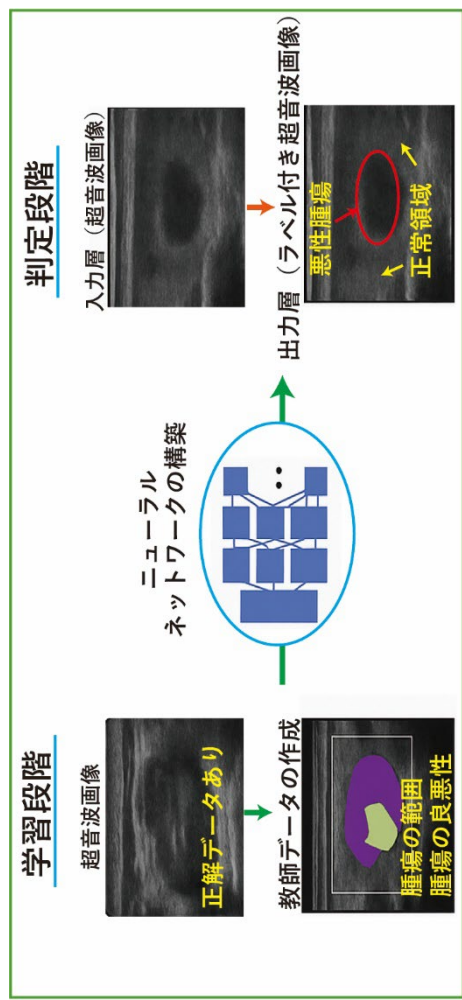 学習段階
超音波画像
正解データあり
教師データの作成
腫瘍の範囲
腫瘍の良悪性
ニューラル
ネットワークの構築
判定段階
入力層（超音波画像）
出力層（ラベル付き超音波画像）
悪性腫瘍
正常領域